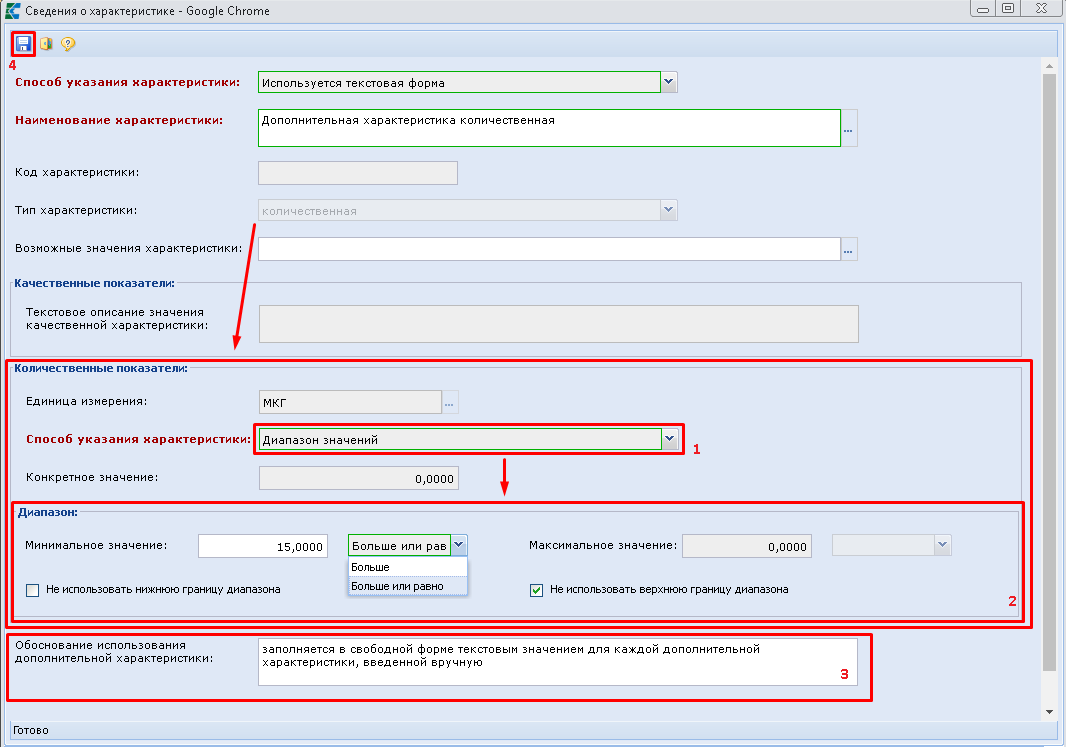 Сведения о характеристике - Google Chrome
4
Способ указания характеристики:
Используется текстовая форма
Наименование характеристики:
Дополнительная характеристика количественная
...
Код характеристики:
Тип характеристики:
количественная
Возможные значения характеристики:
...
Качественные показатели:
Текстовое описание значения
качественной характеристики:
Количественные показатели:
Единица измерения:
МКГ
...
Способ указания характеристики:
Диапазон значений
1
Конкретное значение:
0,0000
Диапазон:
Минимальное значение:
15,0000
Больше или рав
Максимальное значение:
0,0000
Больше
Больше или равно
Не использовать нижнюю границу диапазона
Не использовать верхнюю границу диапазона
2
Обоснование использования
дополнительной характеристики:
заполняется в свободной форме текстовым значением для каждой дополнительной
характеристики, введенной вручную
3
Готово